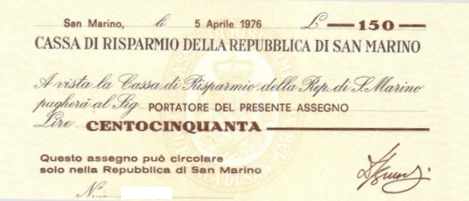 San Marino, li 5 Aprile 1976 £ 150
CASSA DI RISPARMIO DELLA REPUBBLICA DI SAN MARINO
A vista la Cassa di Risparmio della Rep. di S. Marino
pagherà al Sig. PORTATORE DEL PRESENTE ASSEGNO
Lire CENTOCINQUANTA
Questo assegno può circolare
solo nella Repubblica di San Marino
N.